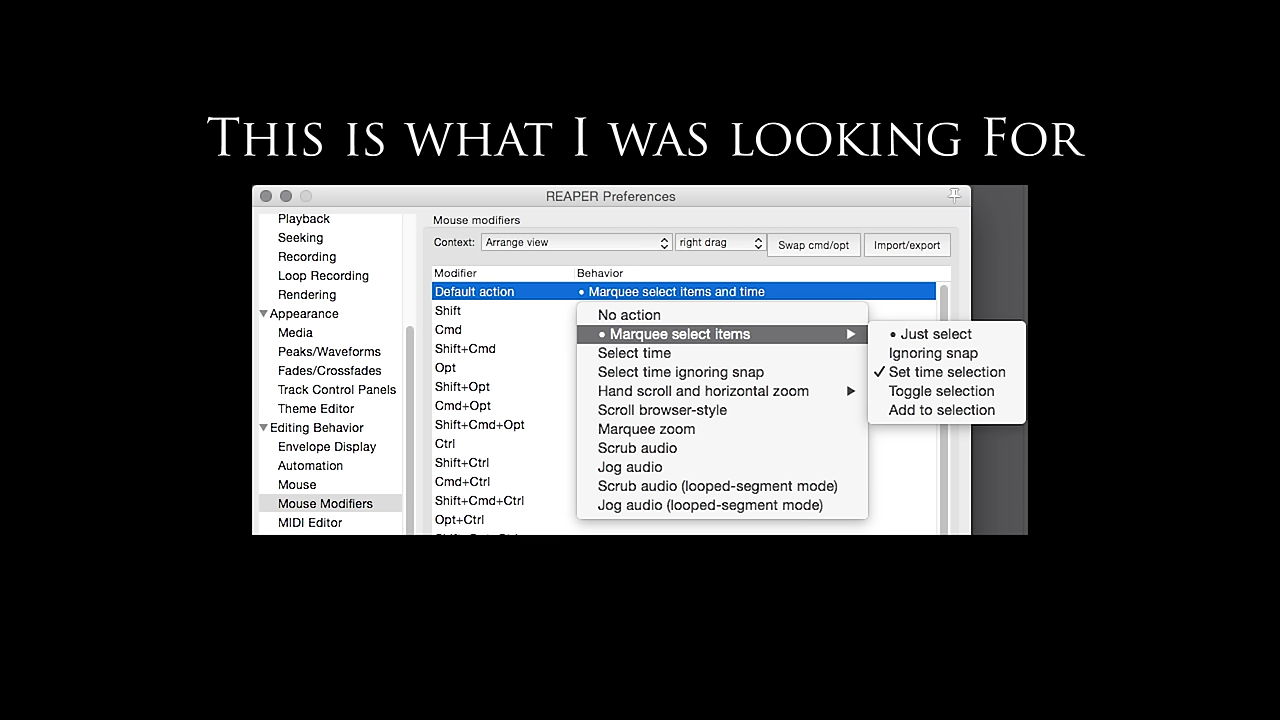 THIS IS WHAT I WAS LOOKING FOR
REAPER Preferences
Playback
Seeking
Recording
Loop Recording
Rendering
Appearance
Media
Peaks/Waveforms
Fades/Crossfades
Track Control Panels
Theme Editor
Editing Behavior
Envelope Display
Automation
Mouse
Mouse Modifiers
MIDI Editor
Mouse modifiers
Context: Arrange view right drag Swap cmd/opt Import/export
Modifier Behavior
Default action • Marquee select items and time
Shift
Cmd
Shift+Cmd
Opt
Shift+Opt
Cmd+Opt
Shift+Cmd+Opt
Ctrl
Shift+Ctrl
Cmd+Ctrl
Shift+Cmd+Ctrl
Opt+Ctrl
No action
• Marquee select items
Select time
Select time ignoring snap
Hand scroll and horizontal zoom
Scroll browser-style
Marquee zoom
Scrub audio
Jog audio
Scrub audio (looped-segment mode)
Jog audio (looped-segment mode)
• Just select
Ignoring snap
✓ Set time selection
Toggle selection
Add to selection